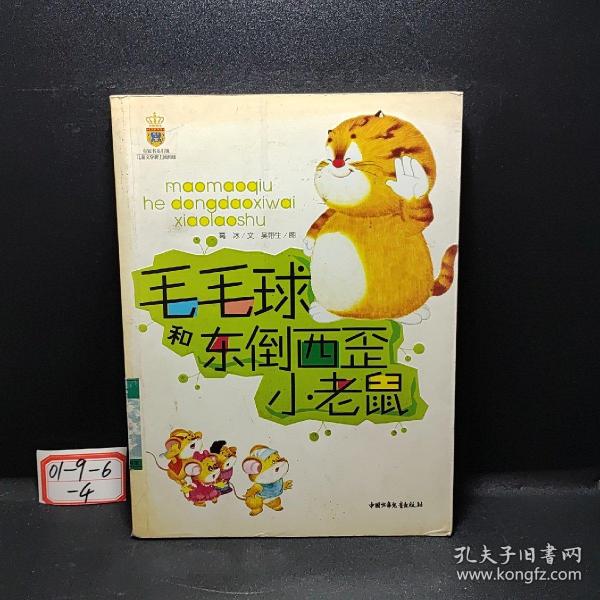 maomaoqiu
he dongdaoxiwai
xiaolaoshu
葛 冰/文 吴带生/图
毛毛球
和东倒西歪
小老鼠
中国少年儿童出版社
01-9-6
-4
孔夫子旧书网
www.kongfz.com